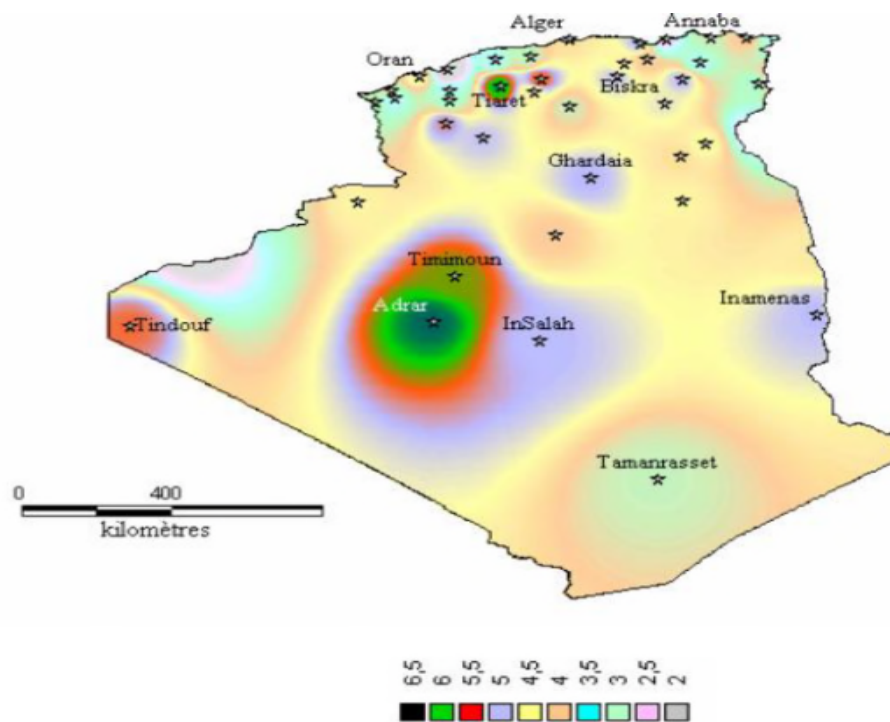 Alger
Annaba
Oran
Tiaret
Biskra
Ghardaia
Timimoun
Adrar
Inamenas
Tindouf
InSalah
Tamanrasset
0 400
kilomètres
6,5 6 5,5 5 4,5 4 3,5 3 2,5 2